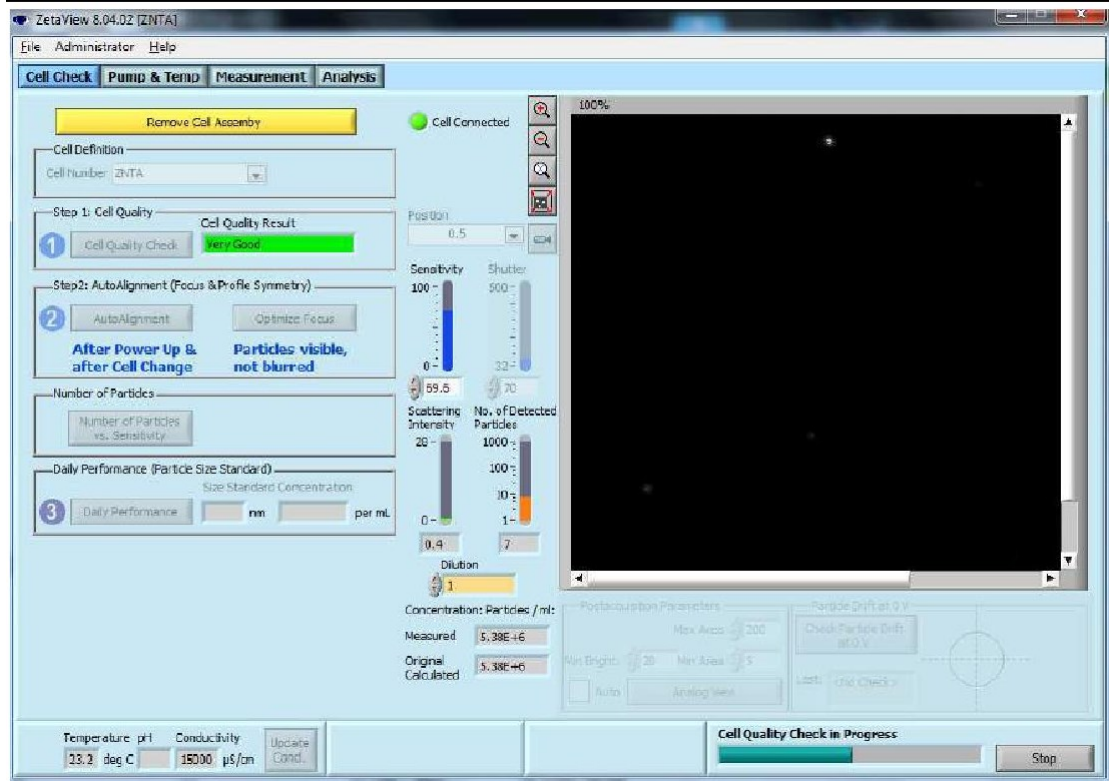 ZetaView 8.04.02 [ZNTA]
File Administrator Help
Cell Check Pump & Temp Measurement Analysis
Remove Cell Assemby
Cell Definition
Cell Number ZNTA
Step 1: Cell Quality
Cell Quality Result
1 Cell Quality Check Very Good
Step2: AutoAlignment (Focus & Profile Symmetry)
2 AutoAlignment Optimize Focus
After Power Up & Particles visible,
after Cell Change not blurred
Number of Particles
Number of Particles
vs. Sensitivity
Daily Performance (Particle Size Standard)
Size Standard Concentration
3 Daily Performance nm per mL
Cell Connected
Position
0.5
Sensitivity Shutter
100 500
0 32
69.5 70
Scattering No. of Detected
Intensity Particles
28 1000
100
10
0 1
0.4 7
Dilution
1
Concentration: Particles / ml:
Measured 5.38E+6
Original
Calculated 5.38E+6
100%
Postacquisition Parameters
Max Area 200
Min Bright. 20 Min Area 5
Auto Analog View
Particle Drift at 0 V
Check Particle Drift
at 0 V
Last:
Temperature pH Conductivity
23.2 deg C 15000 µS/cm
Update
Cond.
Cell Quality Check in Progress
Stop